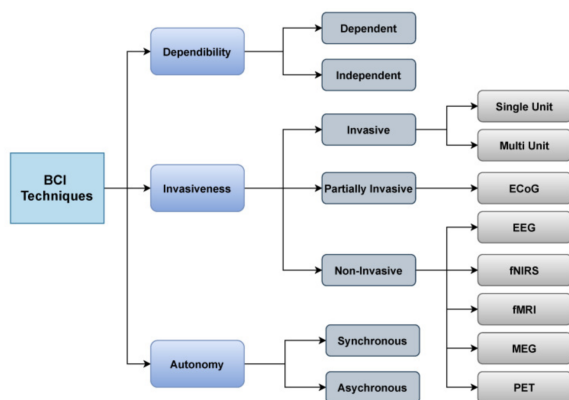 BCI
Techniques
Dependibility
Dependent
Independent
Invasiveness
Invasive
Single Unit
Multi Unit
Partially Invasive
ECoG
Non-Invasive
EEG
fNIRS
fMRI
MEG
PET
Autonomy
Synchronous
Asychronous